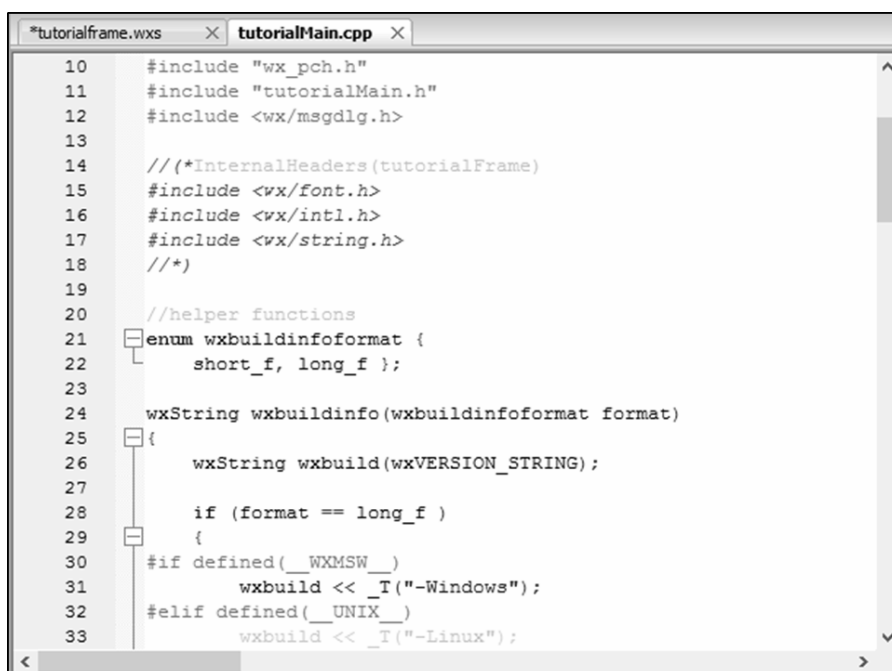 *tutorialframe.wxs tutorialMain.cpp
10 #include "wx_pch.h"
11 #include "tutorialMain.h"
12 #include <wx/msgdlg.h>
13
14 //(*InternalHeaders(tutorialFrame)
15 #include <wx/font.h>
16 #include <wx/intl.h>
17 #include <wx/string.h>
18 //*)
19
20 //helper functions
21 enum wxbuildinfoformat {
22     short_f, long_f };
23
24 wxString wxbuildinfo(wxbuildinfoformat format)
25 {
26     wxString wxbuild(wxVERSION_STRING);
27
28     if (format == long_f )
29     {
30 #if defined(__WXMSW__)
31         wxbuild << _T("-Windows");
32 #elif defined(__UNIX__)
33         wxbuild << _T("-Linux");